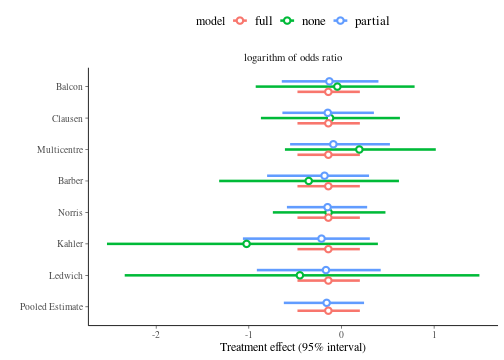 model full none partial
logarithm of odds ratio
Balcon
Clausen
Multicentre
Barber
Norris
Kahler
Ledwich
Pooled Estimate
-2 -1 0 1
Treatment effect (95% interval)